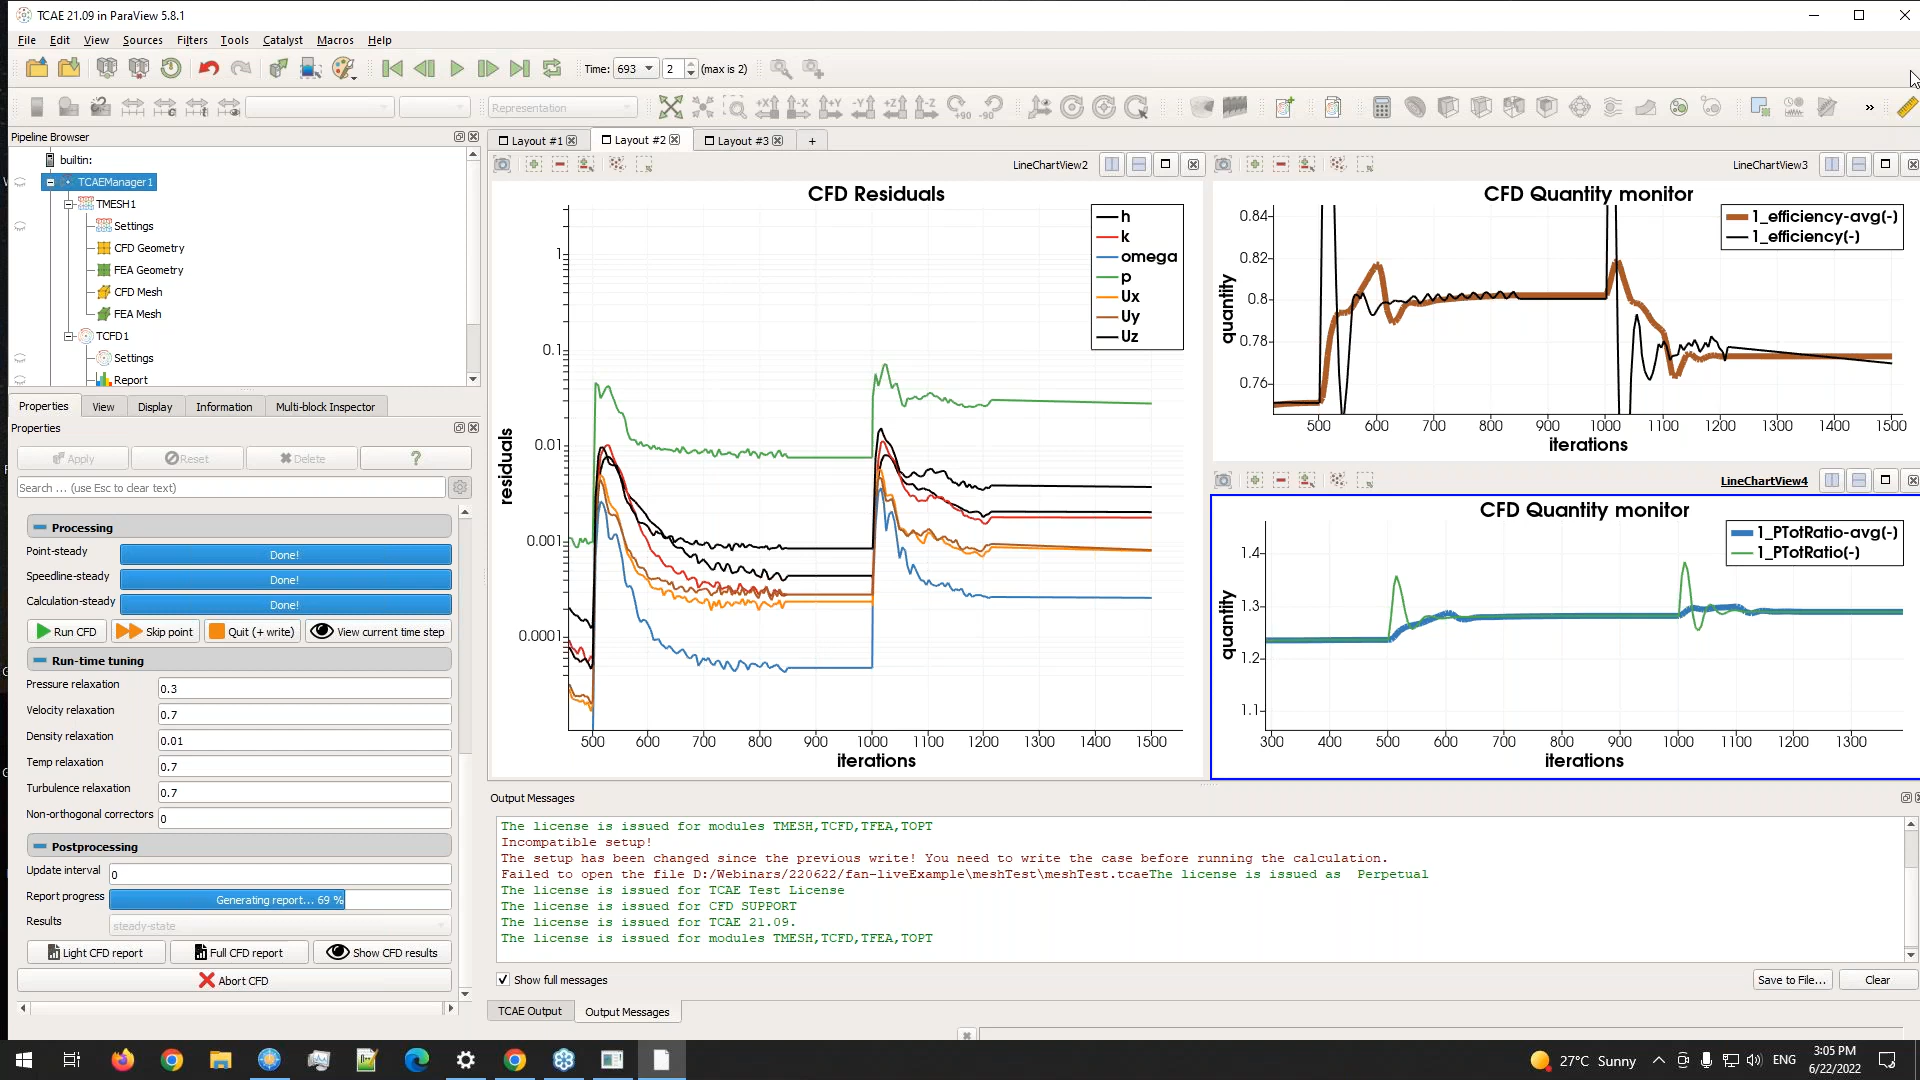 TCAE 21.09 in ParaView 5.8.1
File Edit View Sources Filters Tools Catalyst Macros Help
Time: 693 2 (max is 2)
Representation
+X -X +Y -Y +Z -Z +90 -90
Pipeline Browser
builtin:
TCAEManager1
TMESH1
Settings
CFD Geometry
FEA Geometry
CFD Mesh
FEA Mesh
TCFD1
Settings
Report
Properties View Display Information Multi-block Inspector
Properties
Apply Reset Delete ?
Search ... (use Esc to clear text)
Processing
Point-steady Done!
Speedline-steady Done!
Calculation-steady Done!
Run CFD Skip point Quit (+ write) View current time step
Run-time tuning
Pressure relaxation 0.3
Velocity relaxation 0.7
Density relaxation 0.01
Temp relaxation 0.7
Turbulence relaxation 0.7
Non-orthogonal correctors 0
Postprocessing
Update interval 0
Report progress Generating report... 69 %
Results steady-state
Light CFD report Full CFD report Show CFD results
Abort CFD
Layout #1 Layout #2 Layout #3 +
LineChartView2
CFD Residuals
h
k
omega
p
Ux
Uy
Uz
residuals
1
0.1
0.01
0.001
0.0001
500 600 700 800 900 1000 1100 1200 1300 1400 1500
iterations
LineChartView3
CFD Quantity monitor
1_efficiency-avg(-)
1_efficiency(-)
quantity
0.84
0.82
0.8
0.78
0.76
500 600 700 800 900 1000 1100 1200 1300 1400 1500
iterations
LineChartView4
CFD Quantity monitor
1_PTotRatio-avg(-)
1_PTotRatio(-)
quantity
1.4
1.3
1.2
1.1
300 400 500 600 700 800 900 1000 1100 1200 1300
iterations
Output Messages
The license is issued for modules TMESH,TCFD,TFEA,TOPT
Incompatible setup!
The setup has been changed since the previous write! You need to write the case before running the calculation.
Failed to open the file D:/Webinars/220622/fan-liveExample\meshTest\meshTest.tcaeThe license is issued as Perpetual
The license is issued for TCAE Test License
The license is issued for CFD SUPPORT
The license is issued for TCAE 21.09.
The license is issued for modules TMESH,TCFD,TFEA,TOPT
Show full messages
Save to File... Clear
TCAE Output Output Messages
27°C Sunny ENG
3:05 PM
6/22/2022